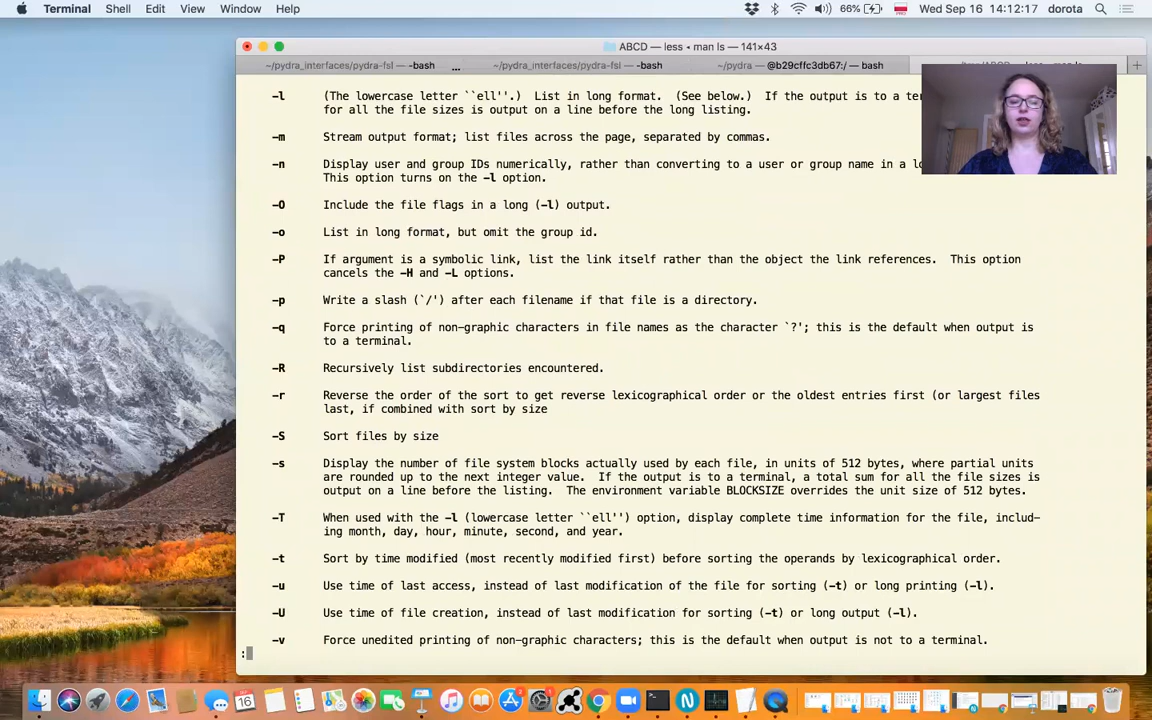 Terminal Shell Edit View Window Help 66% Wed Sep 16 14:12:17 dorota
ABCD — less ◂ man ls — 141×43
~/pydra_interfaces/pydra-fsl — -bash ... ~/pydra_interfaces/pydra-fsl — -bash ~/pydra — @b29cffc3db67:/ — bash
-l (The lowercase letter ``ell''.) List in long format. (See below.) If the output is to a
for all the file sizes is output on a line before the long listing.
-m Stream output format; list files across the page, separated by commas.
-n Display user and group IDs numerically, rather than converting to a user or group name in a
This option turns on the -l option.
-O Include the file flags in a long (-l) output.
-o List in long format, but omit the group id.
-P If argument is a symbolic link, list the link itself rather than the object the link references. This option
cancels the -H and -L options.
-p Write a slash (`/') after each filename if that file is a directory.
-q Force printing of non-graphic characters in file names as the character `?'; this is the default when output is
to a terminal.
-R Recursively list subdirectories encountered.
-r Reverse the order of the sort to get reverse lexicographical order or the oldest entries first (or largest files
last, if combined with sort by size
-S Sort files by size
-s Display the number of file system blocks actually used by each file, in units of 512 bytes, where partial units
are rounded up to the next integer value. If the output is to a terminal, a total sum for all the file sizes is
output on a line before the listing. The environment variable BLOCKSIZE overrides the unit size of 512 bytes.
-T When used with the -l (lowercase letter ``ell'') option, display complete time information for the file, includ-
ing month, day, hour, minute, second, and year.
-t Sort by time modified (most recently modified first) before sorting the operands by lexicographical order.
-u Use time of last access, instead of last modification of the file for sorting (-t) or long printing (-l).
-U Use time of file creation, instead of last modification for sorting (-t) or long output (-l).
-v Force unedited printing of non-graphic characters; this is the default when output is not to a terminal.
: